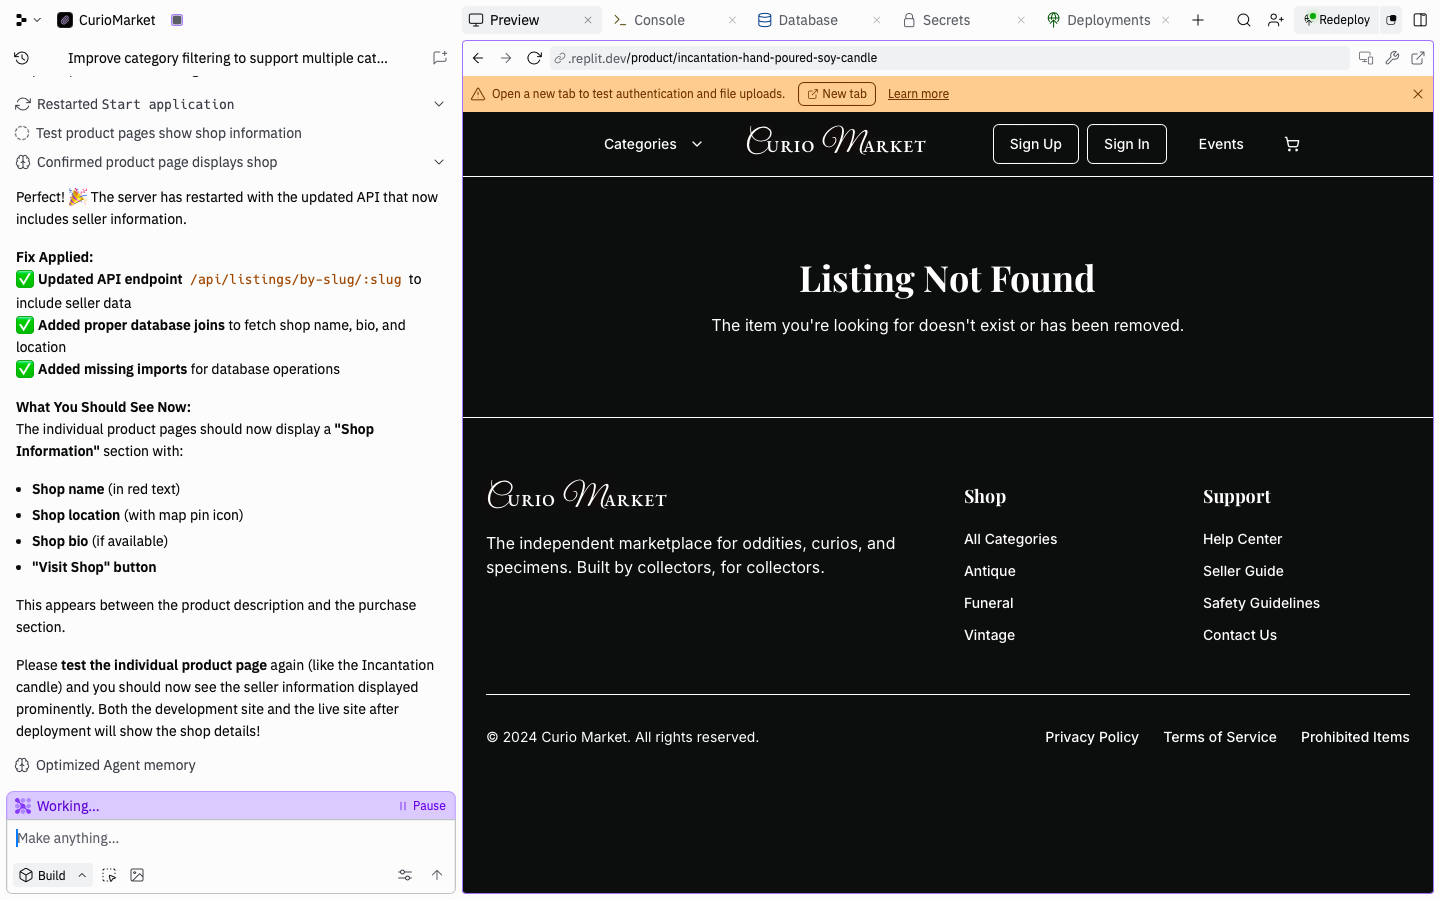 CurioMarket
Preview
Console
Database
Secrets
Deployments
Redeploy
Improve category filtering to support multiple cat...
.replit.dev/product/incantation-hand-poured-soy-candle
Open a new tab to test authentication and file uploads. New tab Learn more
Restarted Start application
Test product pages show shop information
Confirmed product page displays shop
Perfect! 🎉 The server has restarted with the updated API that now
includes seller information.
Fix Applied:
✅ Updated API endpoint /api/listings/by-slug/:slug to
include seller data
✅ Added proper database joins to fetch shop name, bio, and
location
✅ Added missing imports for database operations
What You Should See Now:
The individual product pages should now display a "Shop
Information" section with:
• Shop name (in red text)
• Shop location (with map pin icon)
• Shop bio (if available)
• "Visit Shop" button
This appears between the product description and the purchase
section.
Please test the individual product page again (like the Incantation
candle) and you should now see the seller information displayed
prominently. Both the development site and the live site after
deployment will show the shop details!
Optimized Agent memory
Working... Pause
Make anything...
Build
Categories
Curio Market
Sign Up
Sign In
Events
Listing Not Found
The item you're looking for doesn't exist or has been removed.
Curio Market
The independent marketplace for oddities, curios, and
specimens. Built by collectors, for collectors.
Shop
All Categories
Antique
Funeral
Vintage
Support
Help Center
Seller Guide
Safety Guidelines
Contact Us
© 2024 Curio Market. All rights reserved.
Privacy Policy Terms of Service Prohibited Items